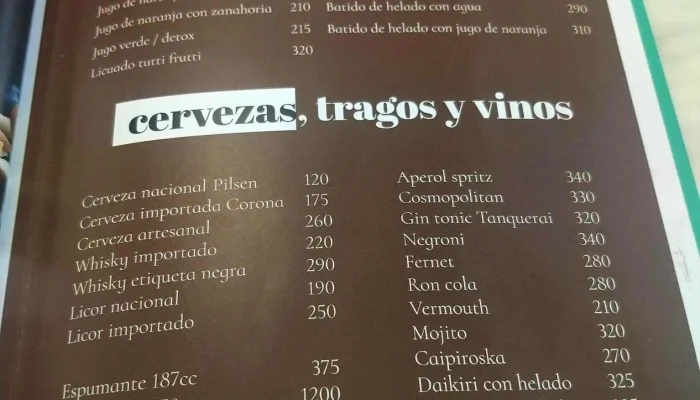 Jugo de naranja con zanahoria 210
Jugo verde / detox 215
Licuado tutti frutti 320
Batido de helado con agua 290
Batido de helado con jugo de naranja 310
cervezas, tragos y vinos
Cerveza nacional Pilsen 120
Cerveza importada Corona 175
Cerveza artesanal 260
Whisky importado 220
Whisky etiqueta negra 290
Licor nacional 190
Licor importado 250
Espumante 187cc 375
1200
Aperol spritz 340
Cosmopolitan 330
Gin tonic Tanquerai 320
Negroni 340
Fernet 280
Ron cola 280
Vermouth 210
Mojito 320
Caipiroska 270
Daikiri con helado 325